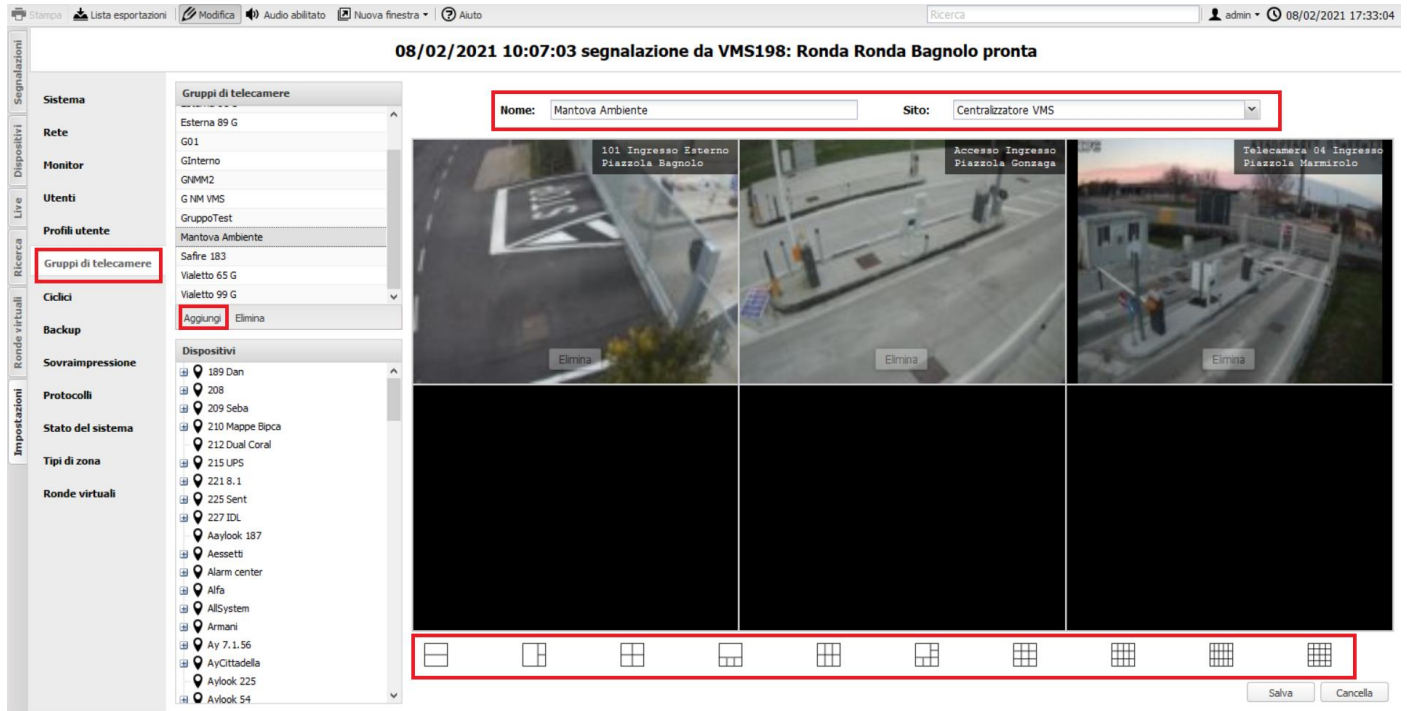 Stampa Lista esportazioni Modifica Audio abilitato Nuova finestra Aiuto Ricerca admin 08/02/2021 17:33:04
08/02/2021 10:07:03 segnalazione da VMS198: Ronda Ronda Bagnolo pronta
Segnalazioni
Dispositivi
Live
Ricerca
Ronde virtuali
Impostazioni
Sistema
Rete
Monitor
Utenti
Profili utente
Gruppi di telecamere
Ciclici
Backup
Sovraimpressione
Protocolli
Stato del sistema
Tipi di zona
Ronde virtuali
Gruppi di telecamere
Esterna 89 G
G01
GInterno
GNMM2
G NM VMS
GruppoTest
Mantova Ambiente
Safire 183
Vialetto 65 G
Vialetto 99 G
Aggiungi Elimina
Dispositivi
189 Dan
208
209 Seba
210 Mappe Bipca
212 Dual Coral
215 UPS
221 8.1
225 Sent
227 IDL
Aaylook 187
Aessetti
Alarm center
Alfa
AllSystem
Armani
Ay 7.1.56
AyCittadella
Aylook 225
Aylook 54
Nome: Mantova Ambiente Sito: Centralizzatore VMS
101 Ingresso Esterno
Piazzola Bagnolo
STOP
Elimina
Accesso Ingresso
Piazzola Gonzaga
Elimina
Telecamera 04 Ingresso
Piazzola Marmirolo
Elimina
Salva Cancella